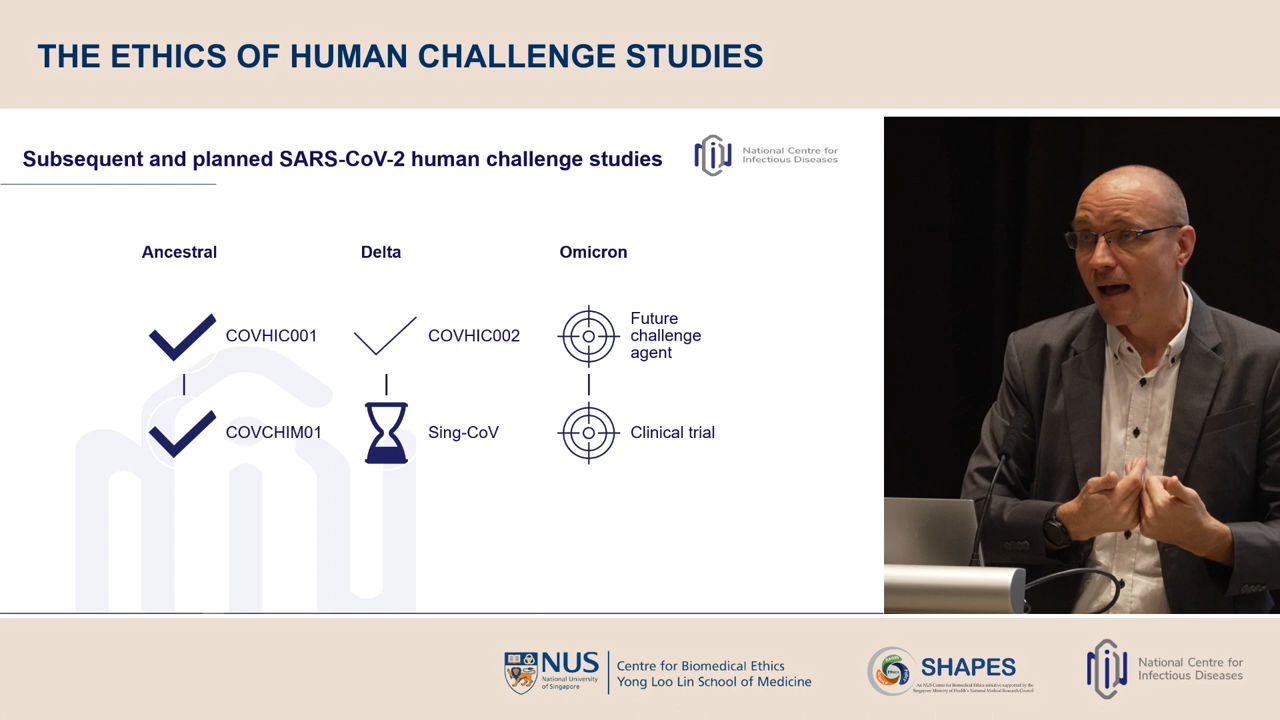 THE ETHICS OF HUMAN CHALLENGE STUDIES
Subsequent and planned SARS-CoV-2 human challenge studies
National Centre for
Infectious Diseases
Ancestral
Delta
Omicron
COVHIC001
COVHIC002
Future
challenge
agent
COVCHIM01
Sing-CoV
Clinical trial
NUS
National University
of Singapore
Centre for Biomedical Ethics
Yong Loo Lin School of Medicine
SHAPES
An NUS Centre for Biomedical Ethics initiative supported by the
Singapore Ministry of Health's National Medical Research Council
National Centre for
Infectious Diseases